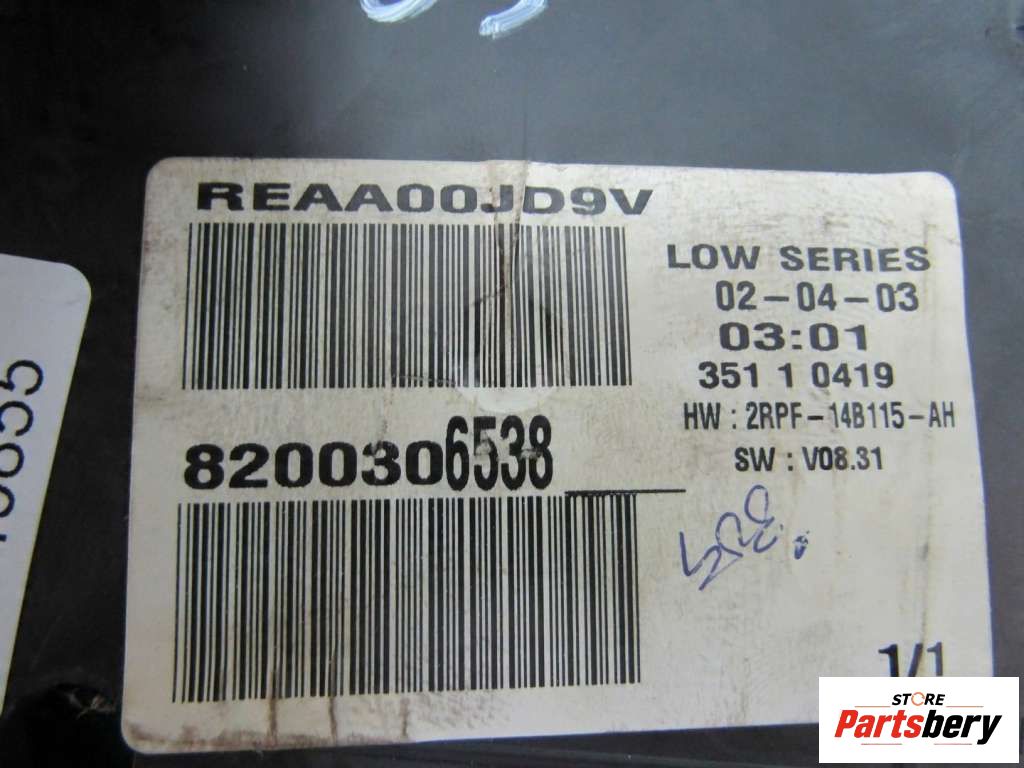 REAA00JD9V
LOW SERIES
02-04-03
03:01
351 1 0419
8200306538
HW : 2RPF-14B115-AH
SW : V08.31
1/1
STORE
Partsbery